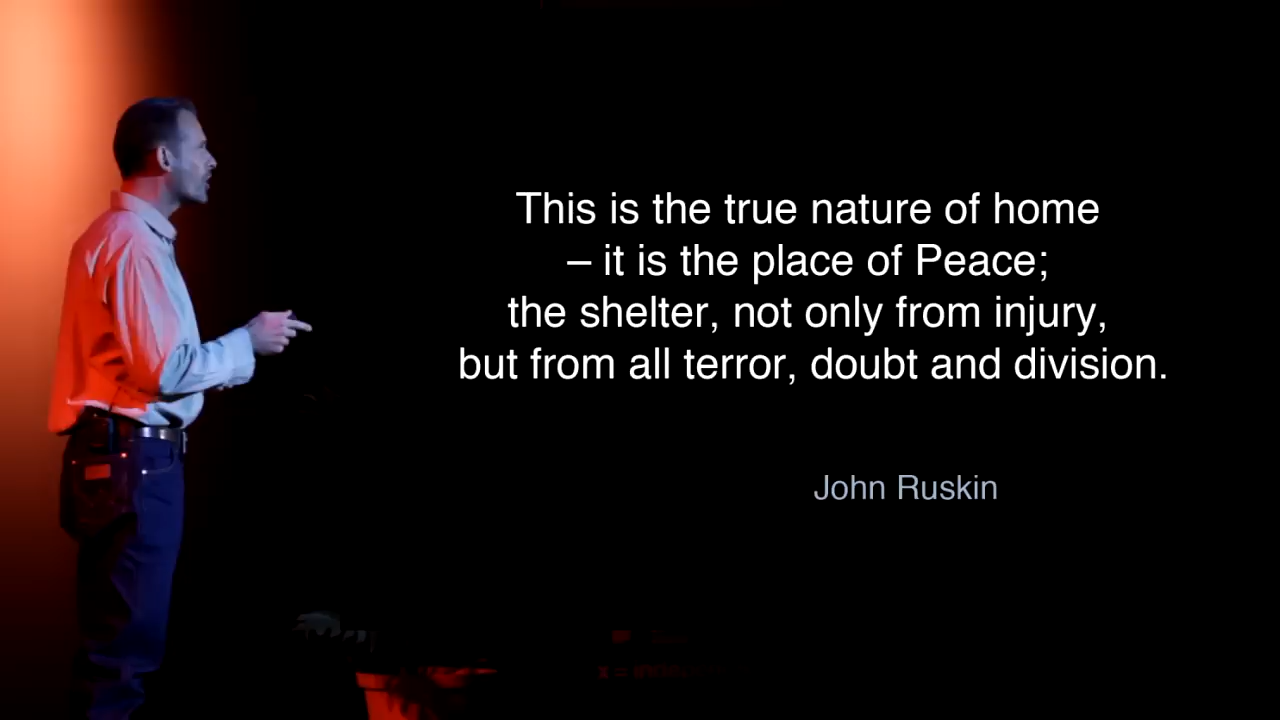 This is the true nature of home
– it is the place of Peace;
the shelter, not only from injury,
but from all terror, doubt and division.
John Ruskin